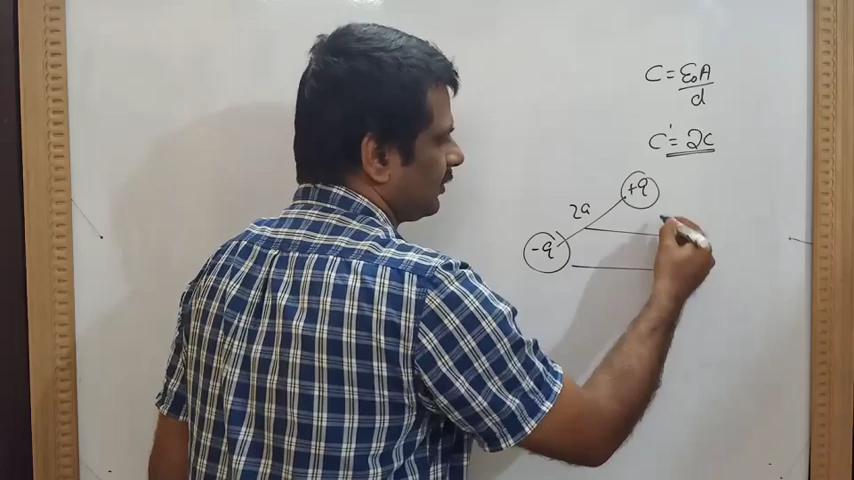 C = ε₀A
d
C' = 2C
+q
2a
-q